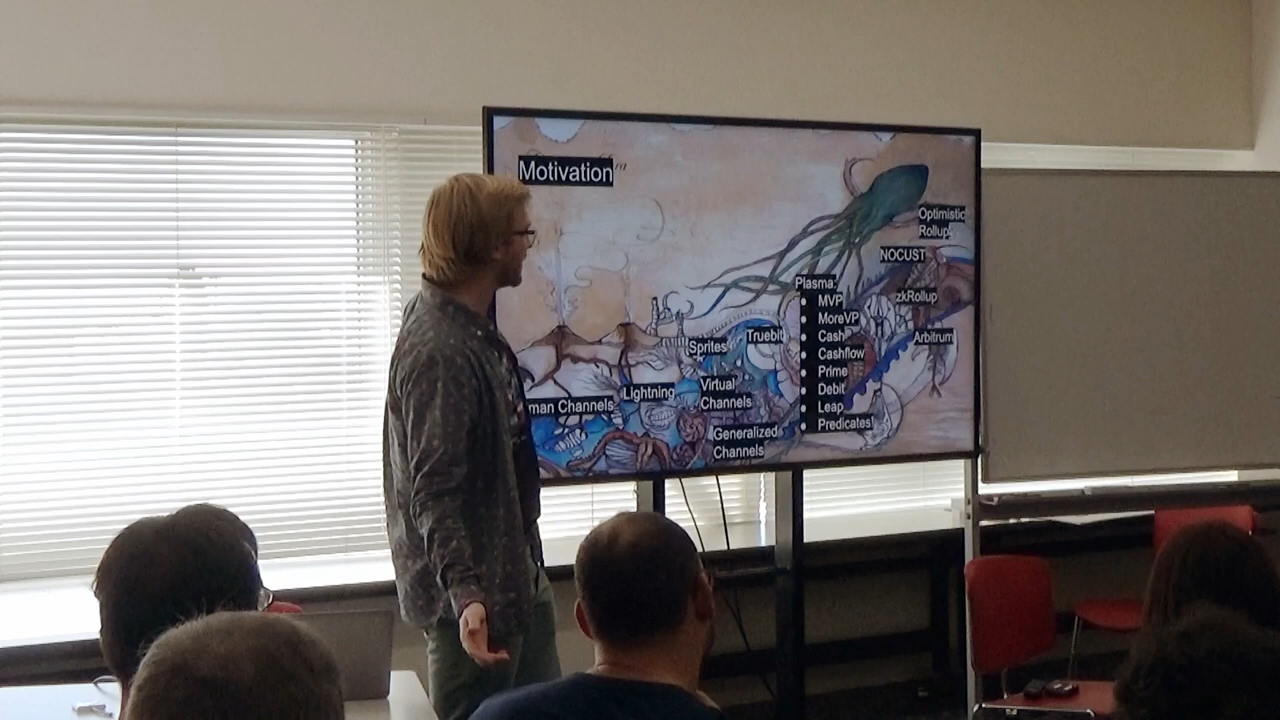 Motivation
man Channels
Lightning
Sprites
Truebit
Virtual
Channels
Generalized
Channels
Plasma:
MVP
MoreVP
Cash
Cashflow
Prime
Debit
Leap
Predicates!
Optimistic
Rollup
NOCUST
zkRollup
Arbitrum